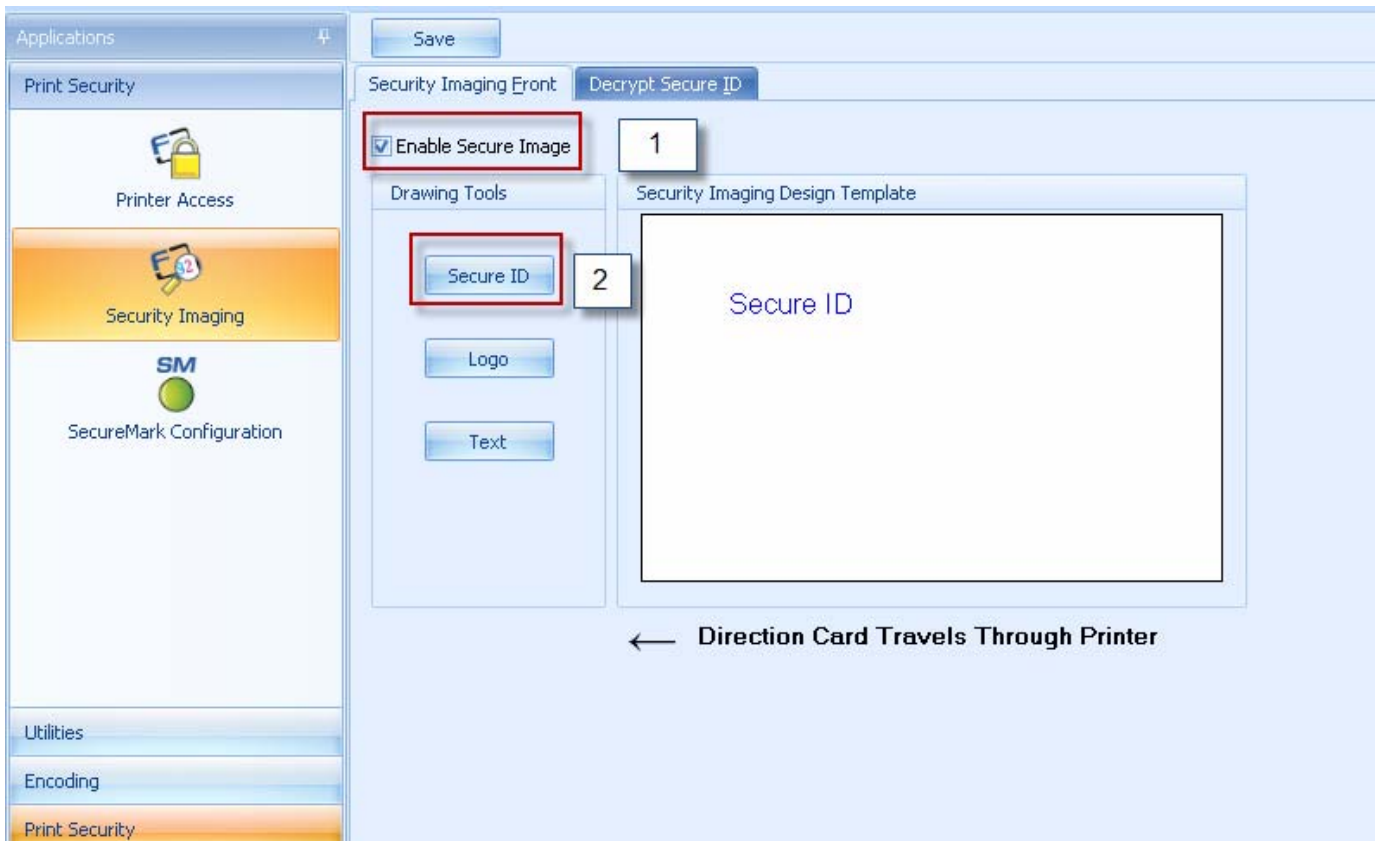 Applications
Print Security
Printer Access
Security Imaging
SM
SecureMark Configuration
Utilities
Encoding
Print Security
Save
Security Imaging Front
Decrypt Secure ID
Enable Secure Image
1
Drawing Tools
Secure ID
2
Logo
Text
Security Imaging Design Template
Secure ID
← Direction Card Travels Through Printer